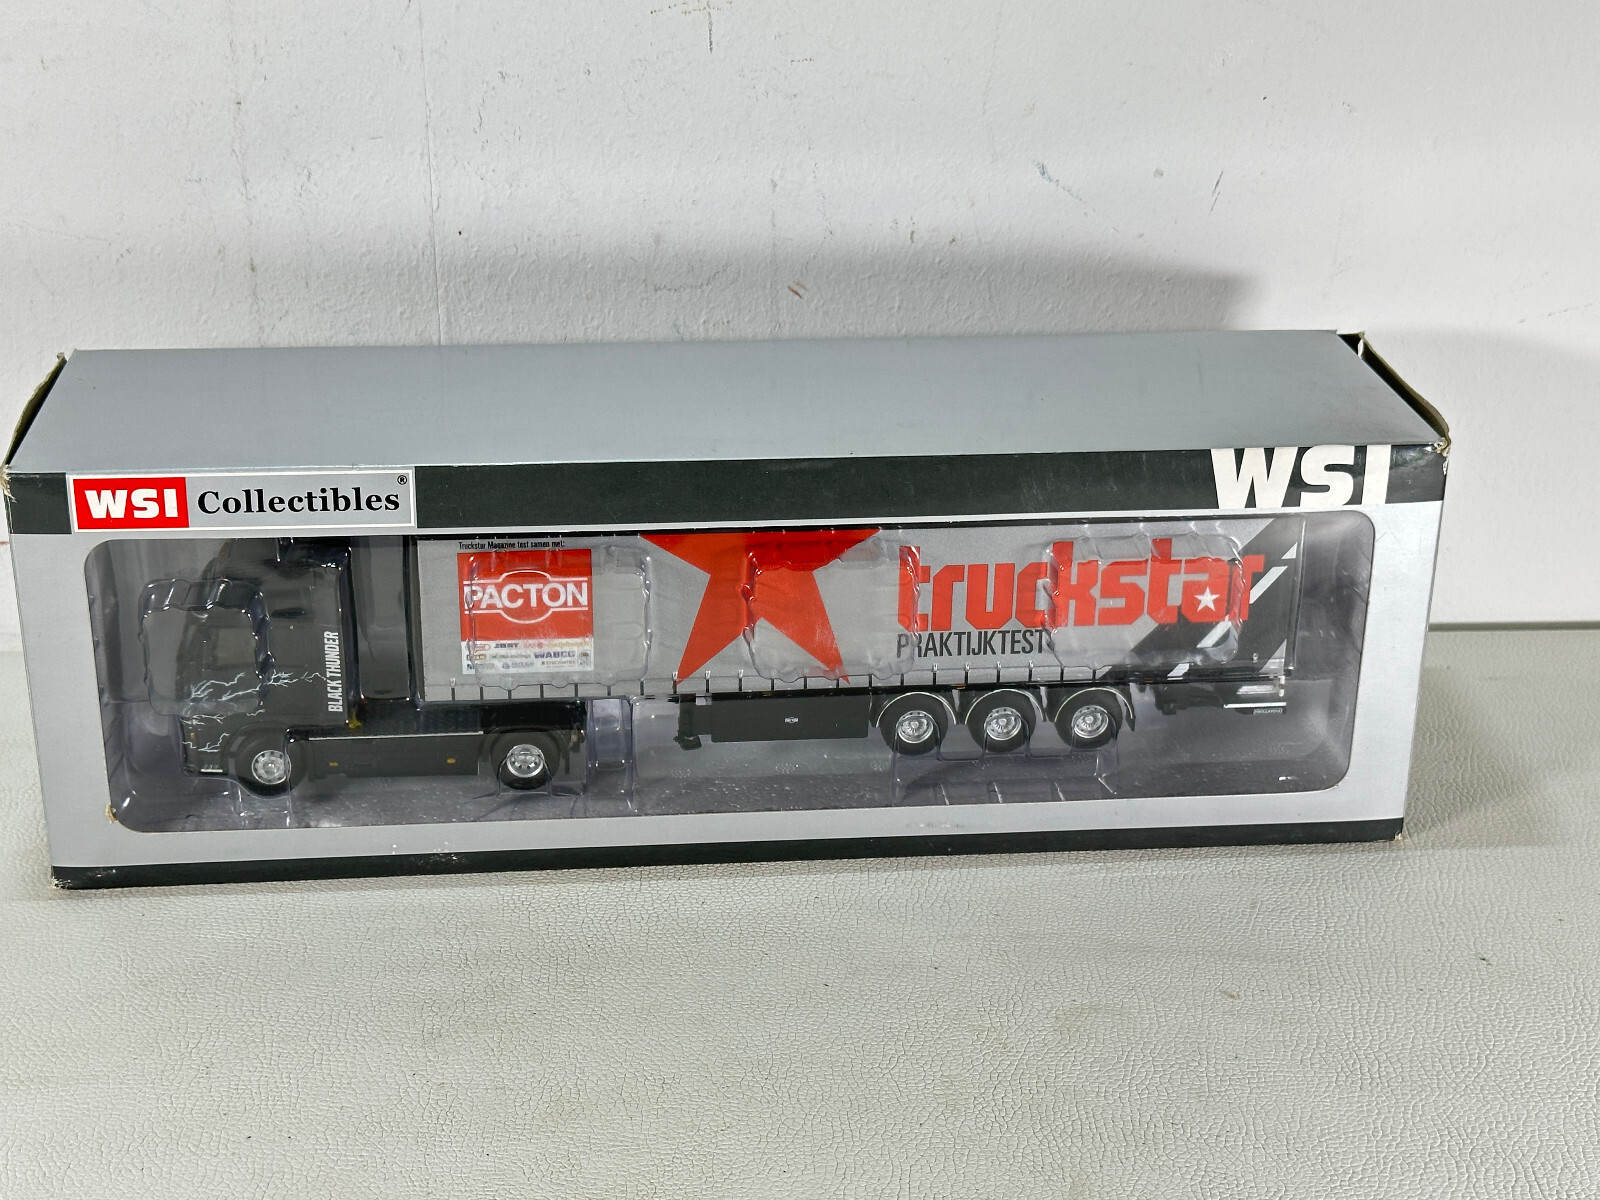 WSI Collectibles®
WSI
Truckstar Magazine test samen met:
PACTON
WABCO
truckstar
PRAKTIJKTEST
BLACK THUNDER